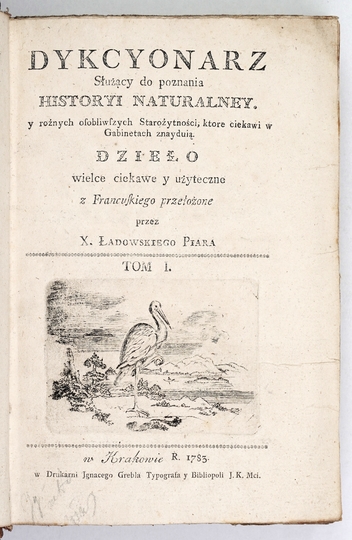 DYKCYONARZ
Służący do poznania
HISTORYI NATURALNEY.
y rożnych osobliwſzych Starożytności, ktore ciekawi w
Gabinetach znayduią.
DZIEŁO
wielce ciekawe y użyteczne
z Francuſkiego przełożone
przez
X. ŁADOWSKIEGO PIARA
TOM I.
w Krakowie R. 1783.
w Drukarni Jgnacego Grebla Typografa y Bibliopoli J. K. Mci.